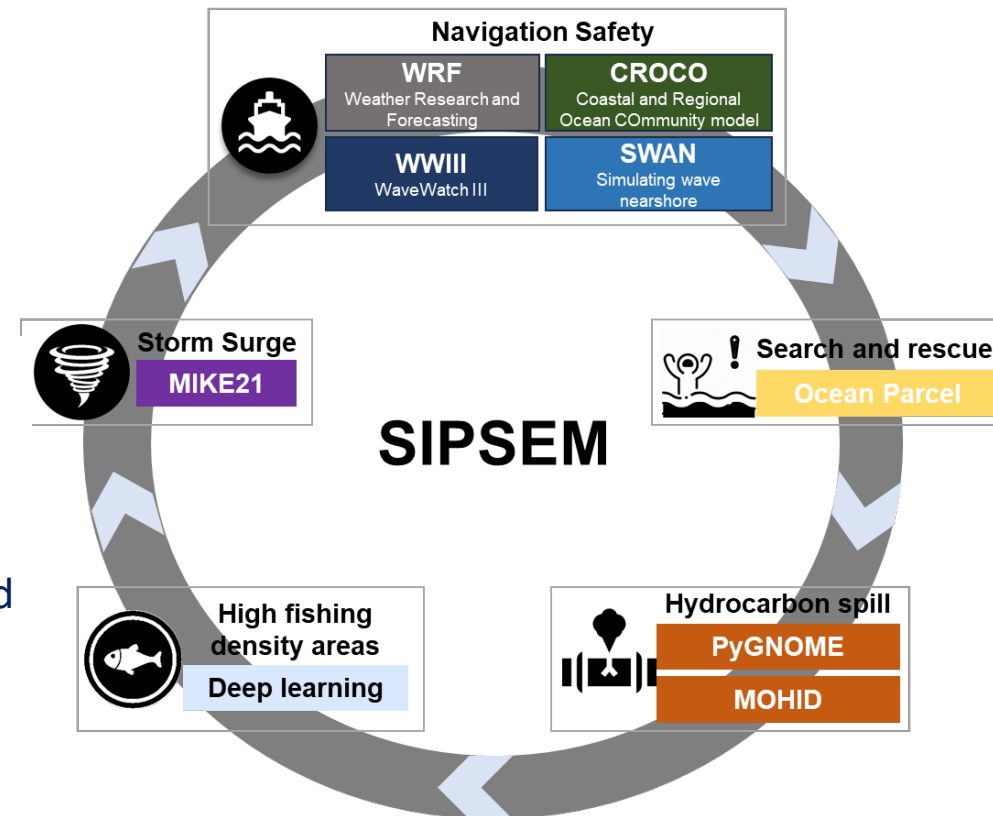 Navigation Safety
WRF
Weather Research and
Forecasting
CROCO
Coastal and Regional
Ocean COmmunity model
WWIII
WaveWatch III
SWAN
Simulating wave
nearshore
Storm Surge
MIKE21
! Search and rescue
Ocean Parcel
SIPSEM
d
High fishing
density areas
Deep learning
Hydrocarbon spill
PyGNOME
MOHID